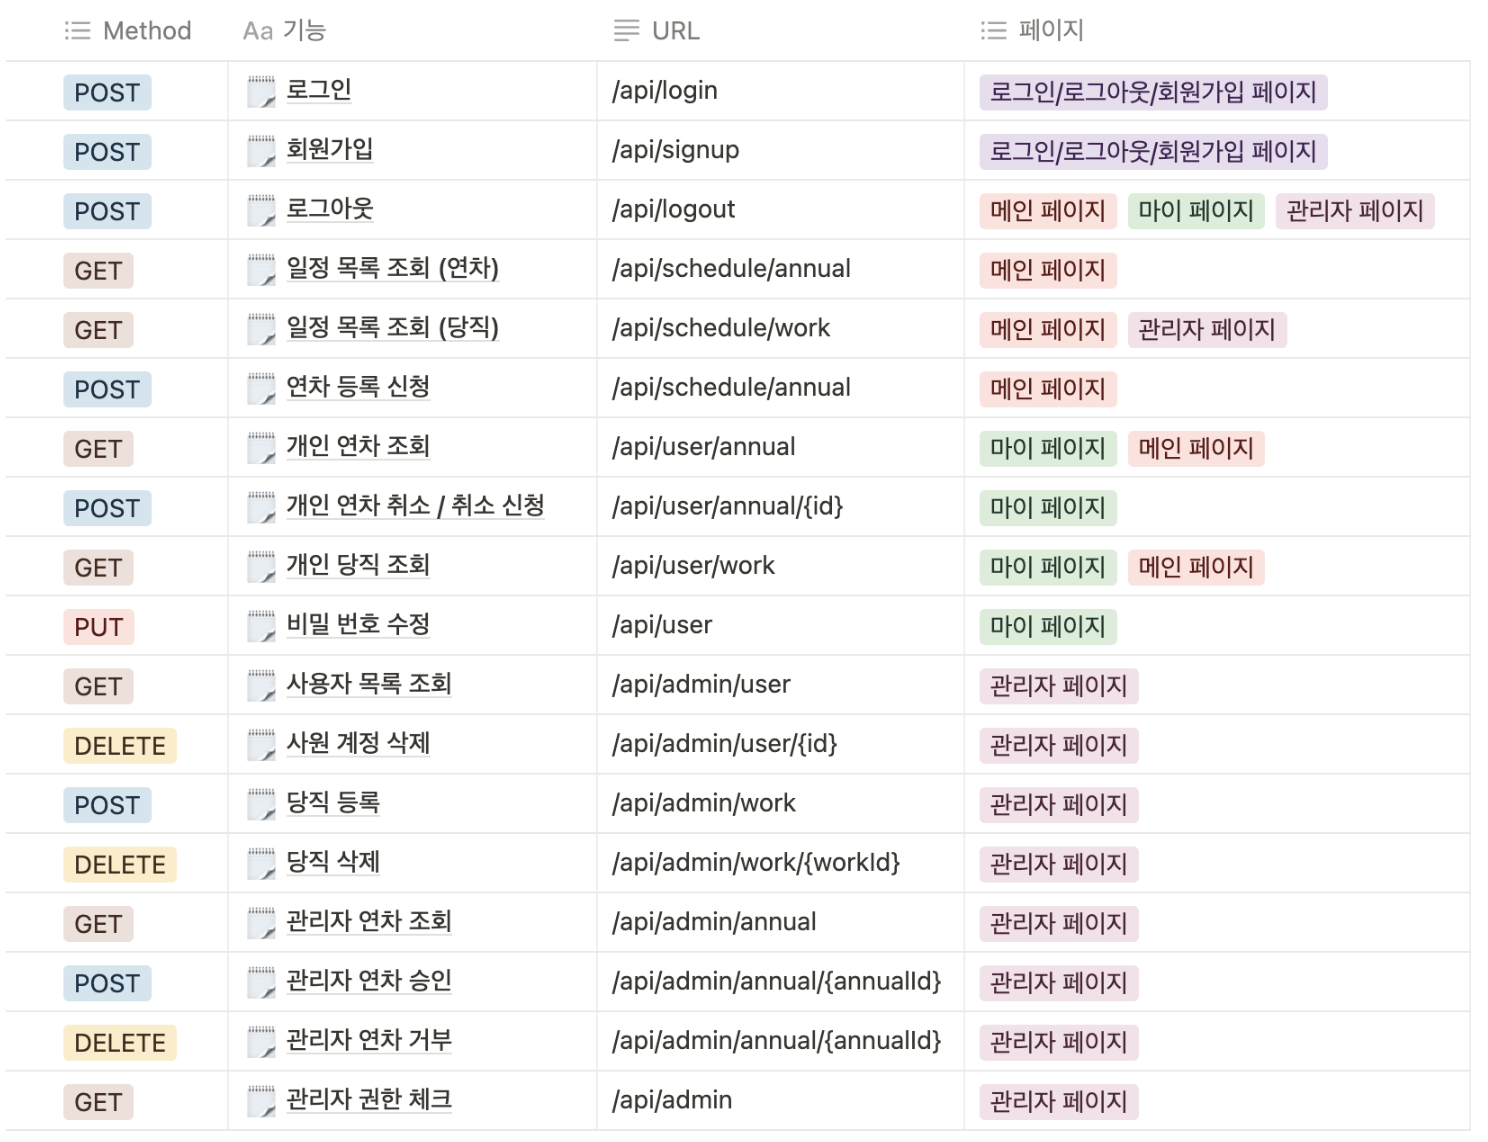 Method Aa 기능 URL 페이지
POST 로그인 /api/login 로그인/로그아웃/회원가입 페이지
POST 회원가입 /api/signup 로그인/로그아웃/회원가입 페이지
POST 로그아웃 /api/logout 메인 페이지 마이 페이지 관리자 페이지
GET 일정 목록 조회 (연차) /api/schedule/annual 메인 페이지
GET 일정 목록 조회 (당직) /api/schedule/work 메인 페이지 관리자 페이지
POST 연차 등록 신청 /api/schedule/annual 메인 페이지
GET 개인 연차 조회 /api/user/annual 마이 페이지 메인 페이지
POST 개인 연차 취소 / 취소 신청 /api/user/annual/{id} 마이 페이지
GET 개인 당직 조회 /api/user/work 마이 페이지 메인 페이지
PUT 비밀 번호 수정 /api/user 마이 페이지
GET 사용자 목록 조회 /api/admin/user 관리자 페이지
DELETE 사원 계정 삭제 /api/admin/user/{id} 관리자 페이지
POST 당직 등록 /api/admin/work 관리자 페이지
DELETE 당직 삭제 /api/admin/work/{workId} 관리자 페이지
GET 관리자 연차 조회 /api/admin/annual 관리자 페이지
POST 관리자 연차 승인 /api/admin/annual/{annualId} 관리자 페이지
DELETE 관리자 연차 거부 /api/admin/annual/{annualId} 관리자 페이지
GET 관리자 권한 체크 /api/admin 관리자 페이지